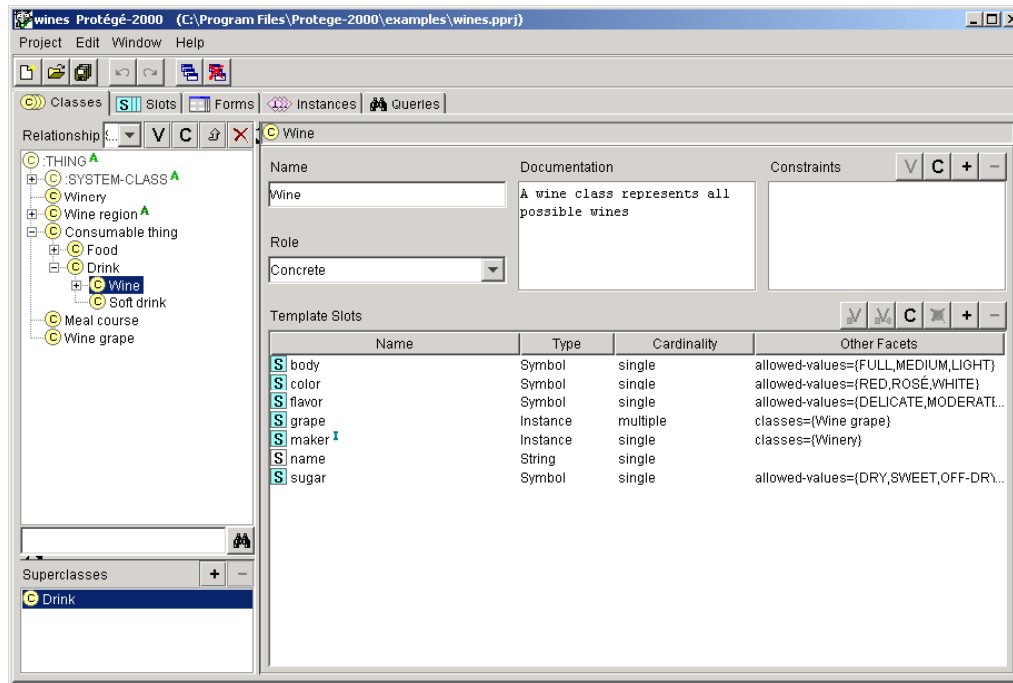 wines Protégé-2000 (C:\Program Files\Protege-2000\examples\wines.pprj)
Project Edit Window Help
Classes S Slots Forms Instances Queries
Relationship S... V C
C Wine
C :THING A
C :SYSTEM-CLASS A
C Winery
C Wine region A
C Consumable thing
C Food
C Drink
C Wine
C Soft drink
C Meal course
C Wine grape
Superclasses + -
C Drink
Name
Wine
Documentation
A wine class represents all
possible wines
Constraints V C + -
Role
Concrete
Template Slots V V C + -
Name Type Cardinality Other Facets
S body Symbol single allowed-values={FULL,MEDIUM,LIGHT}
S color Symbol single allowed-values={RED,ROSÉ,WHITE}
S flavor Symbol single allowed-values={DELICATE,MODERATE...
S grape Instance multiple classes={Wine grape}
S maker I Instance single classes={Winery}
S name String single
S sugar Symbol single allowed-values={DRY,SWEET,OFF-DRY...